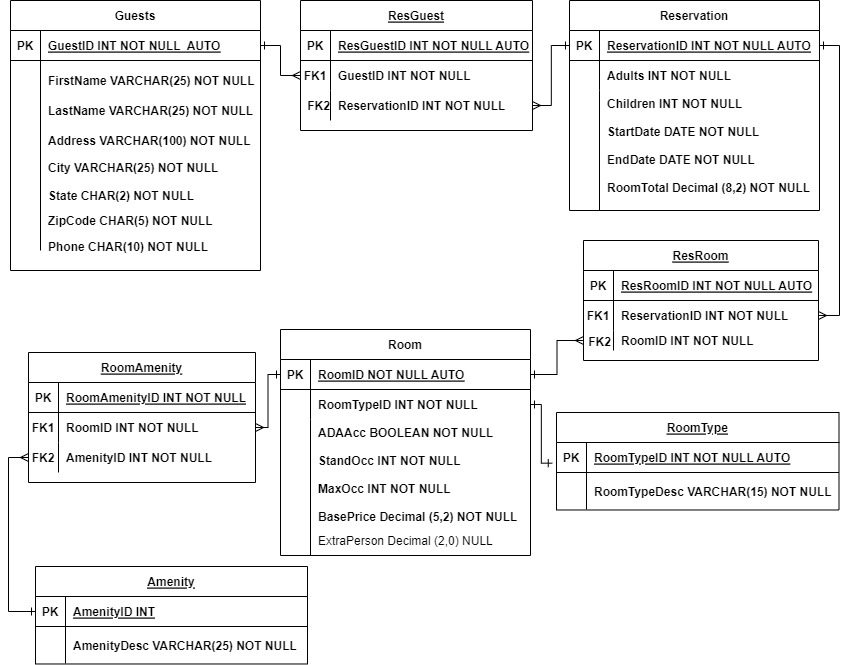 Guests
PK GuestID INT NOT NULL AUTO
FirstName VARCHAR(25) NOT NULL
LastName VARCHAR(25) NOT NULL
Address VARCHAR(100) NOT NULL
City VARCHAR(25) NOT NULL
State CHAR(2) NOT NULL
ZipCode CHAR(5) NOT NULL
Phone CHAR(10) NOT NULL
ResGuest
PK ResGuestID INT NOT NULL AUTO
FK1 GuestID INT NOT NULL
FK2 ReservationID INT NOT NULL
Reservation
PK ReservationID INT NOT NULL AUTO
Adults INT NOT NULL
Children INT NOT NULL
StartDate DATE NOT NULL
EndDate DATE NOT NULL
RoomTotal Decimal (8,2) NOT NULL
ResRoom
PK ResRoomID INT NOT NULL AUTO
FK1 ReservationID INT NOT NULL
FK2 RoomID INT NOT NULL
RoomAmenity
PK RoomAmenityID INT NOT NULL
FK1 RoomID INT NOT NULL
FK2 AmenityID INT NOT NULL
Room
PK RoomID NOT NULL AUTO
RoomTypeID INT NOT NULL
ADAAcc BOOLEAN NOT NULL
StandOcc INT NOT NULL
MaxOcc INT NOT NULL
BasePrice Decimal (5,2) NOT NULL
ExtraPerson Decimal (2,0) NULL
RoomType
PK RoomTypeID INT NOT NULL AUTO
RoomTypeDesc VARCHAR(15) NOT NULL
Amenity
PK AmenityID INT
AmenityDesc VARCHAR(25) NOT NULL